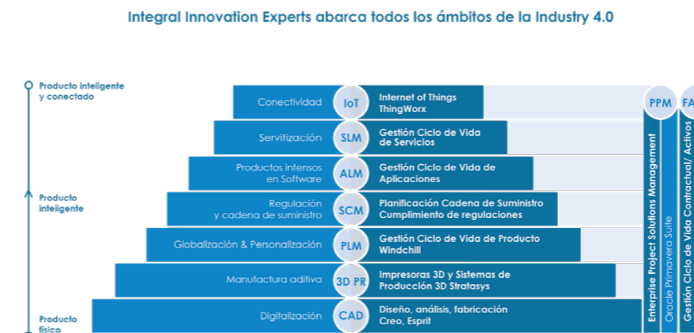 Integral Innovation Experts abarca todos los ámbitos de la Industry 4.0
Producto inteligente
y conectado
Conectividad
IoT
Internet of Things
ThingWorx
PPM
FA
Servitización
SLM
Gestión Ciclo de Vida
de Servicios
Productos intensos
en Software
ALM
Gestión Ciclo de Vida de
Aplicaciones
Producto
inteligente
Regulación
y cadena de suministro
SCM
Planificación Cadena de Suministro
Cumplimiento de regulaciones
Globalización & Personalización
PLM
Gestión Ciclo de Vida de Producto
Windchill
Manufactura aditiva
3D PR
Impresoras 3D y Sistemas de
Producción 3D Stratasys
Producto
físico
Digitalización
CAD
Diseño, análisis, fabricación
Creo, Esprit
Enterprise Project Solutions Management
Oracle Primavera Suite
Gestión Ciclo de Vida Contractual/ Activos